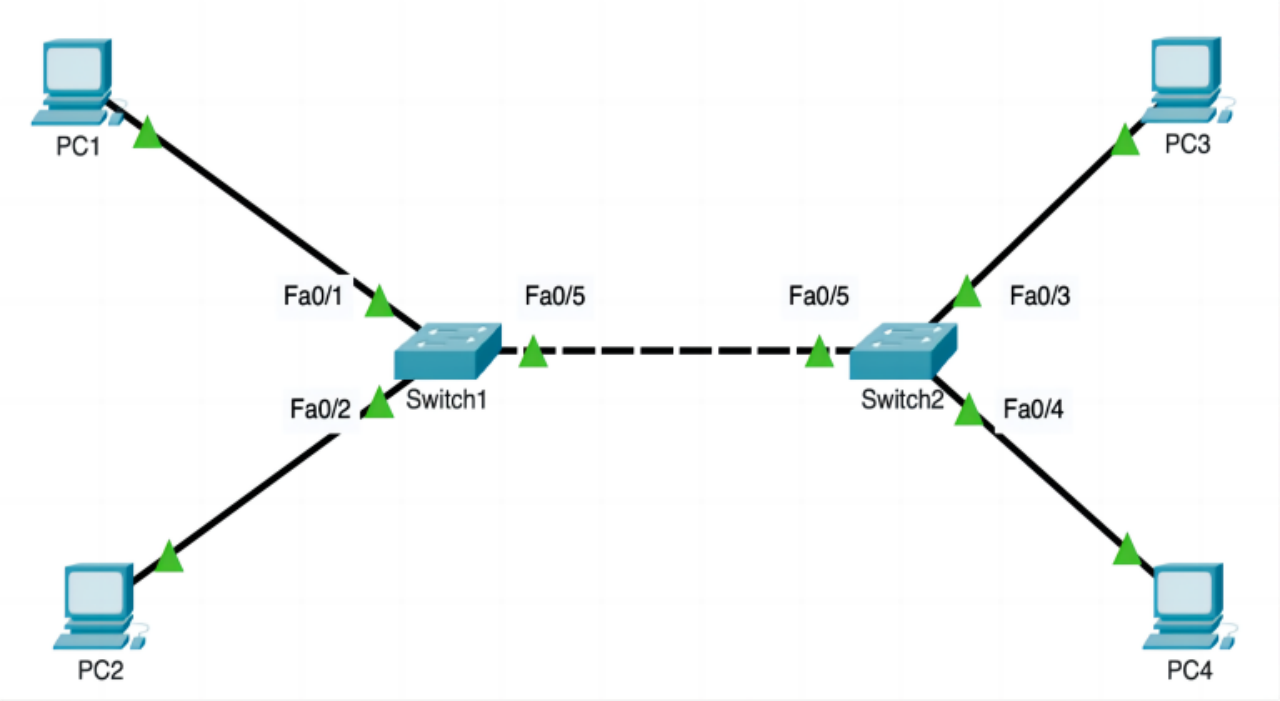 PC1
PC3
Fa0/1
Fa0/5
Fa0/5
Fa0/3
Fa0/2
Switch1
Switch2
Fa0/4
PC2
PC4